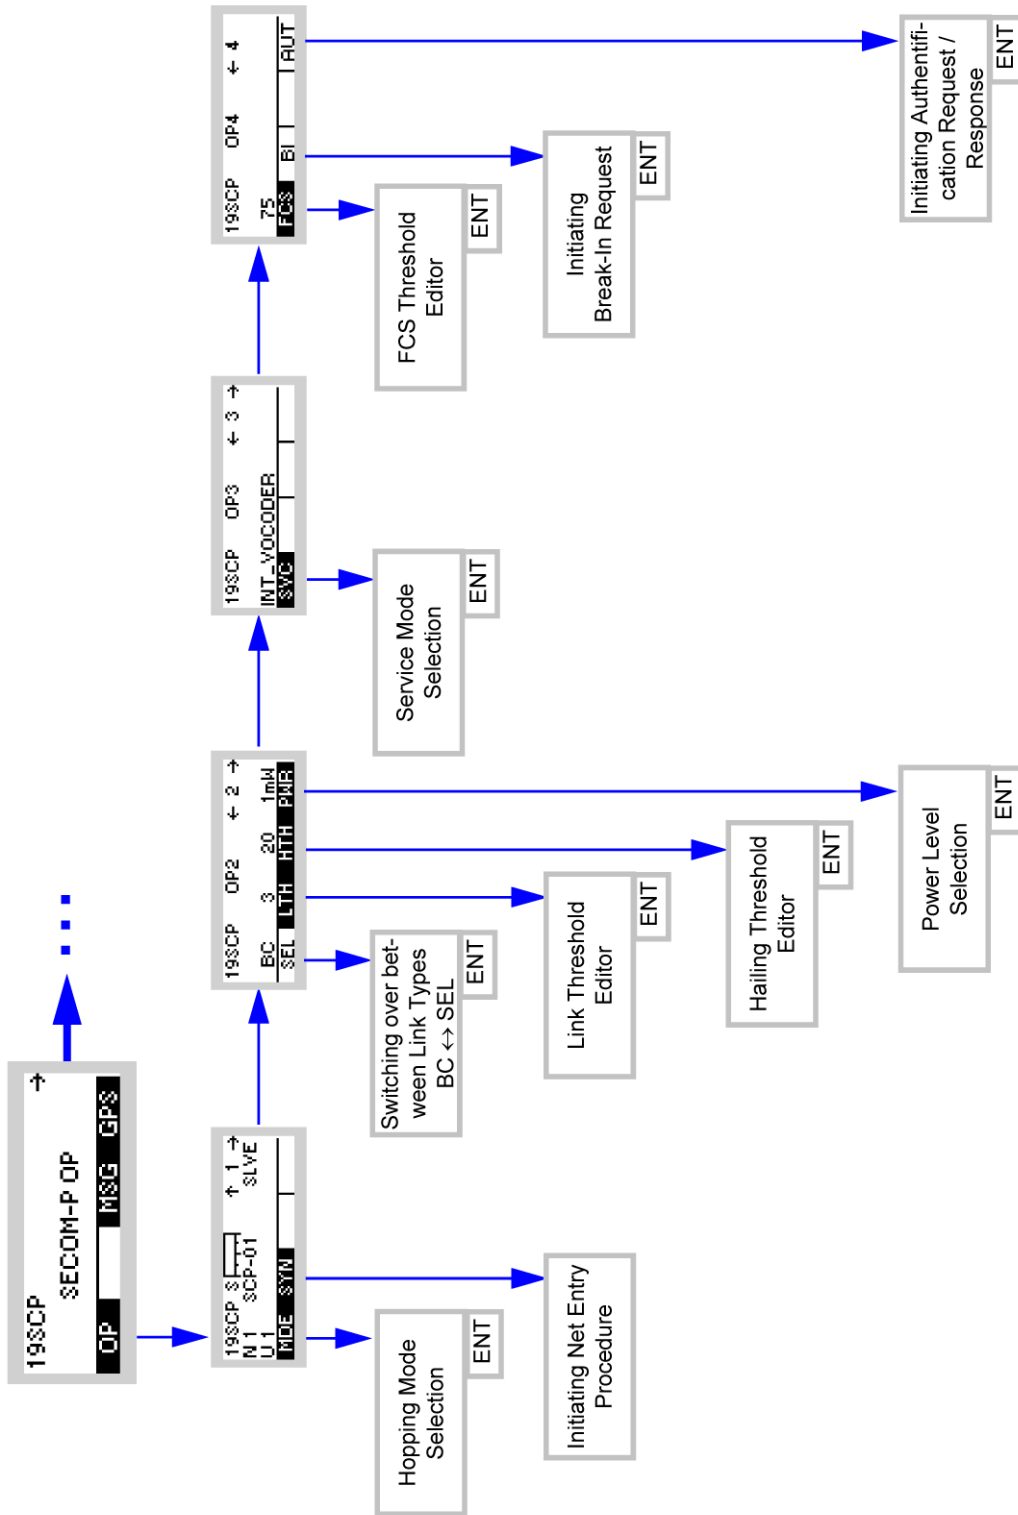 19SCP →
SECOM-P OP
OP MSG GPS
19SCP S ↑ 1 →
N 1 SCP-01 SLVE
U 1
MDE SYN
Hopping Mode
Selection
ENT
Initiating Net Entry
Procedure
19SCP OP2 ← 2 →
BC 3 20 1mW
SEL LTH HTH PWR
Switching over bet-
ween Link Types
BC ↔ SEL
ENT
Link Threshold
Editor
ENT
Hailing Threshold
Editor
ENT
Power Level
Selection
ENT
19SCP OP3 ← 3 →
INT_VOCODER
SVC
Service Mode
Selection
ENT
19SCP OP4 ← 4
75
FCS BI AUT
FCS Threshold
Editor
ENT
Initiating
Break-In Request
ENT
Initiating Authentifi-
cation Request /
Response
ENT